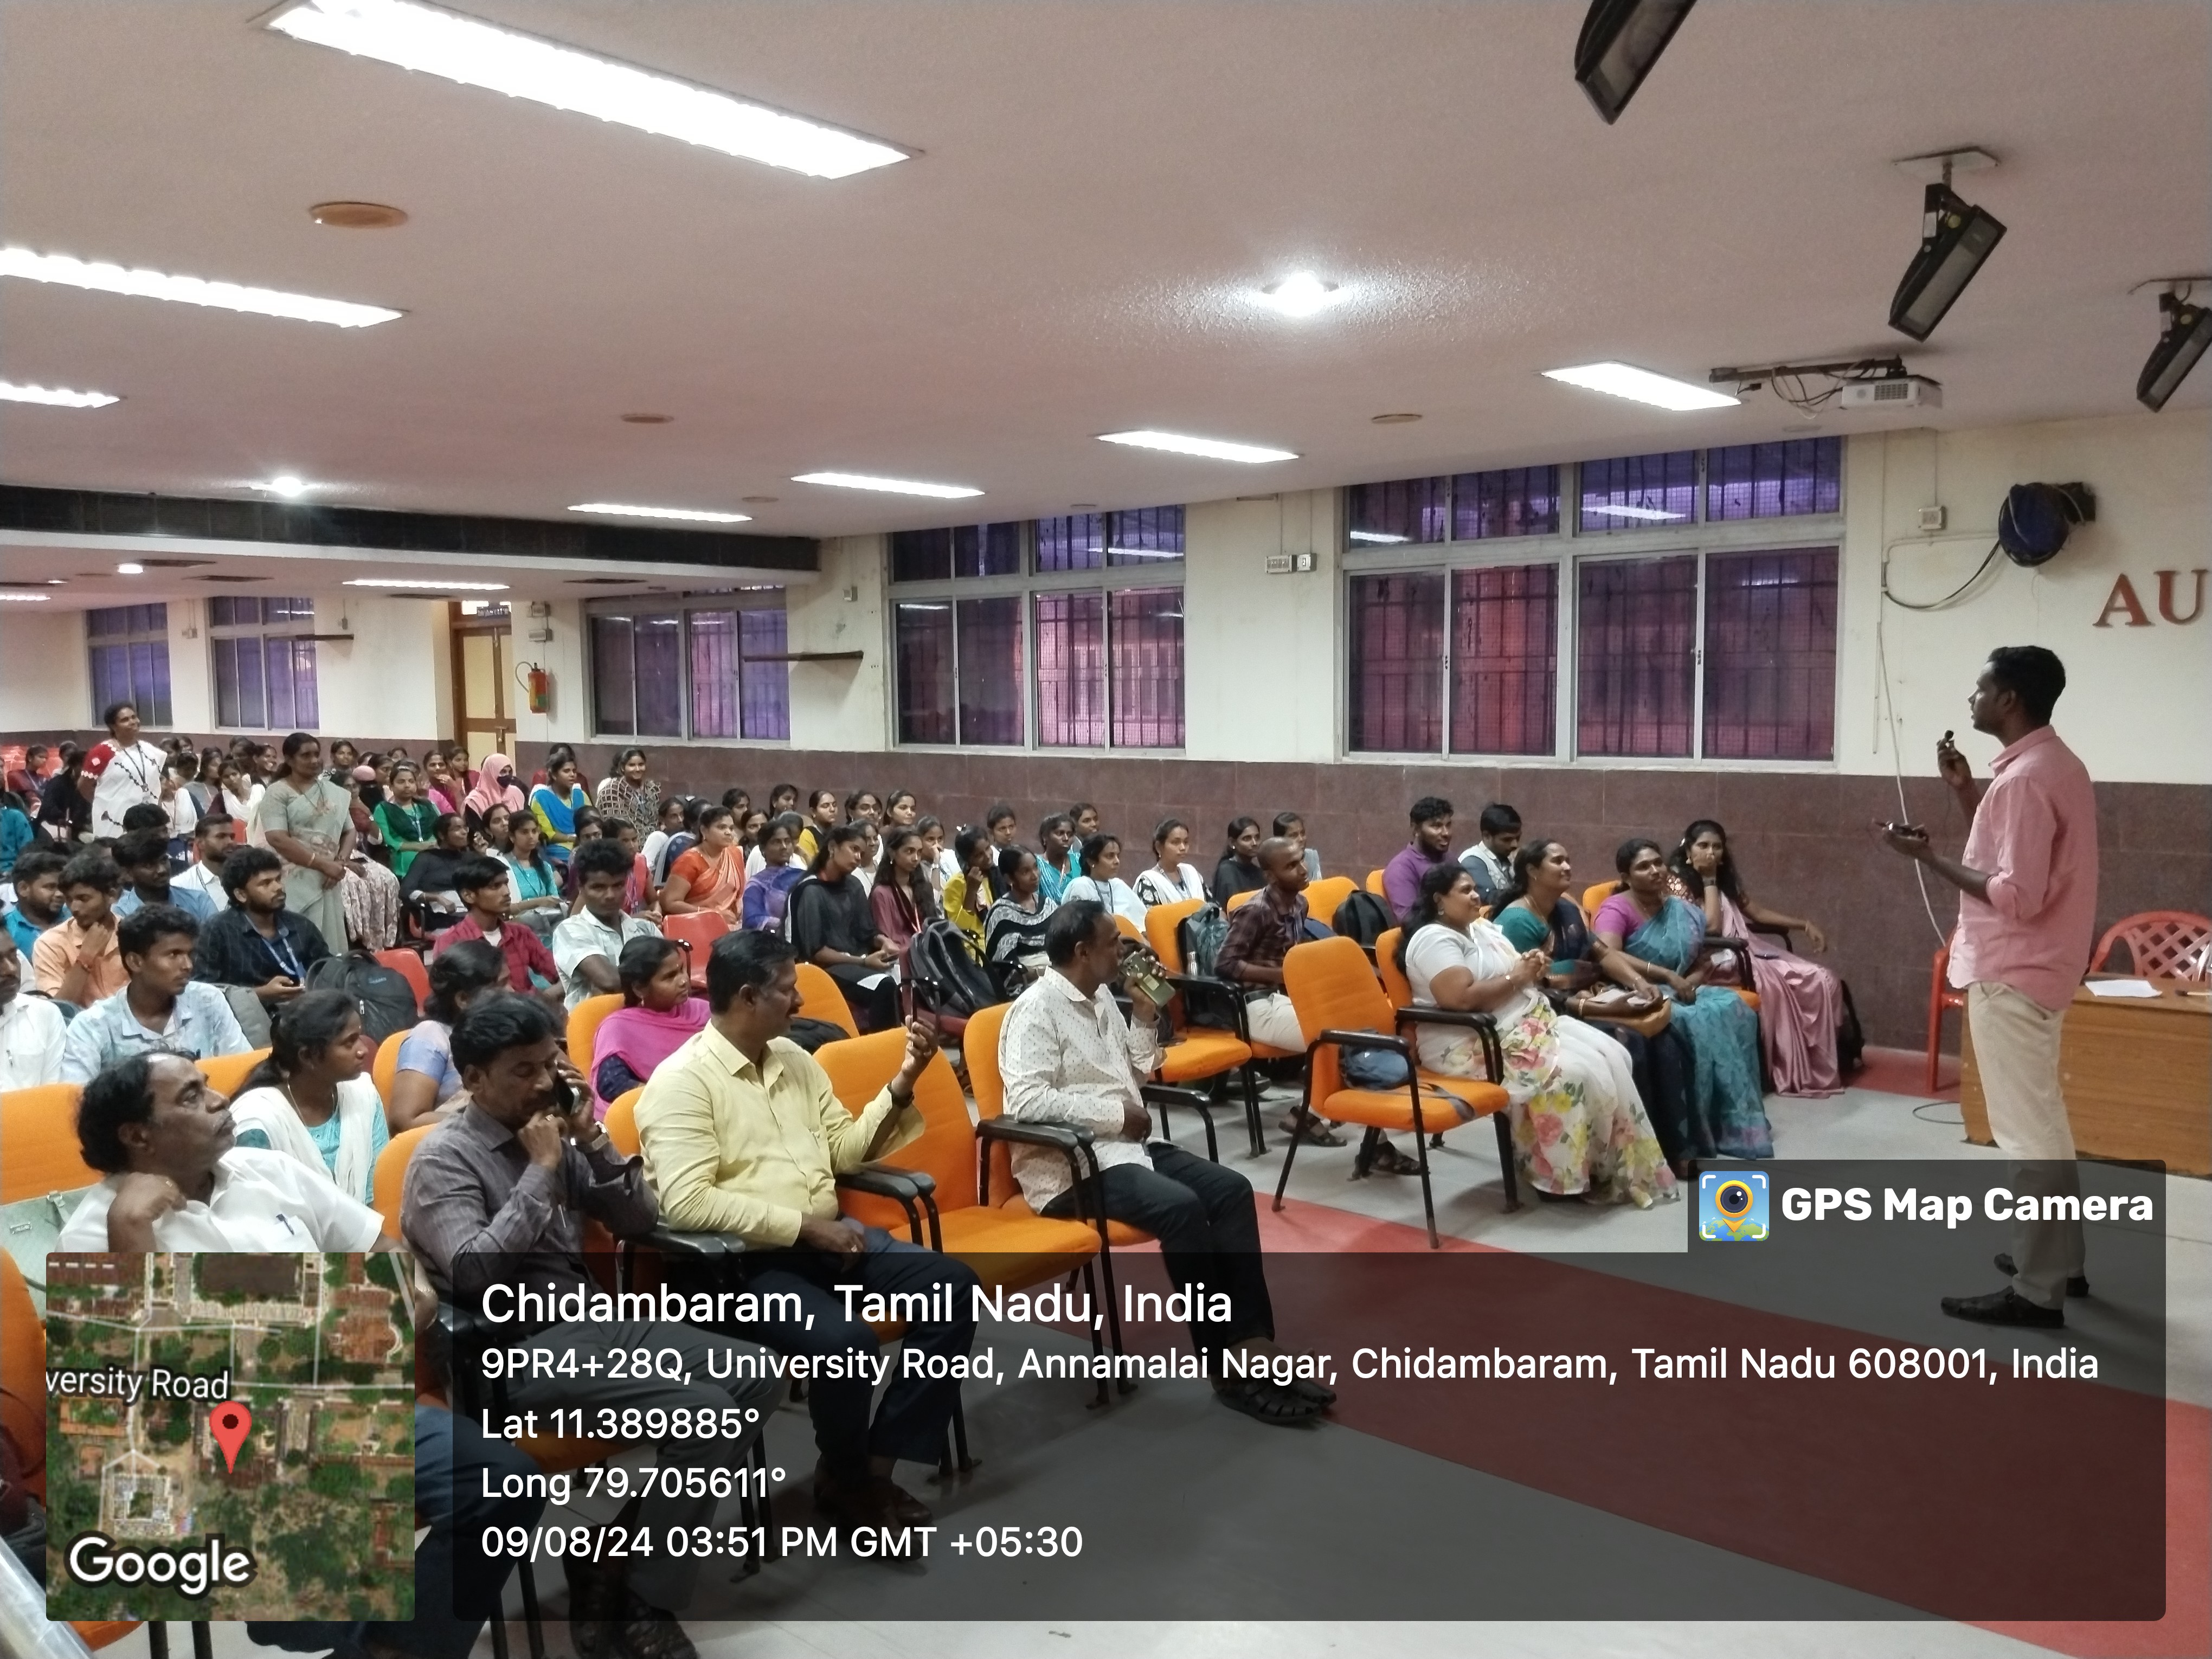 AU
GPS Map Camera
Chidambaram, Tamil Nadu, India
9PR4+28Q, University Road, Annamalai Nagar, Chidambaram, Tamil Nadu 608001, India
Lat 11.389885°
Long 79.705611°
09/08/24 03:51 PM GMT +05:30
versity Road
Google